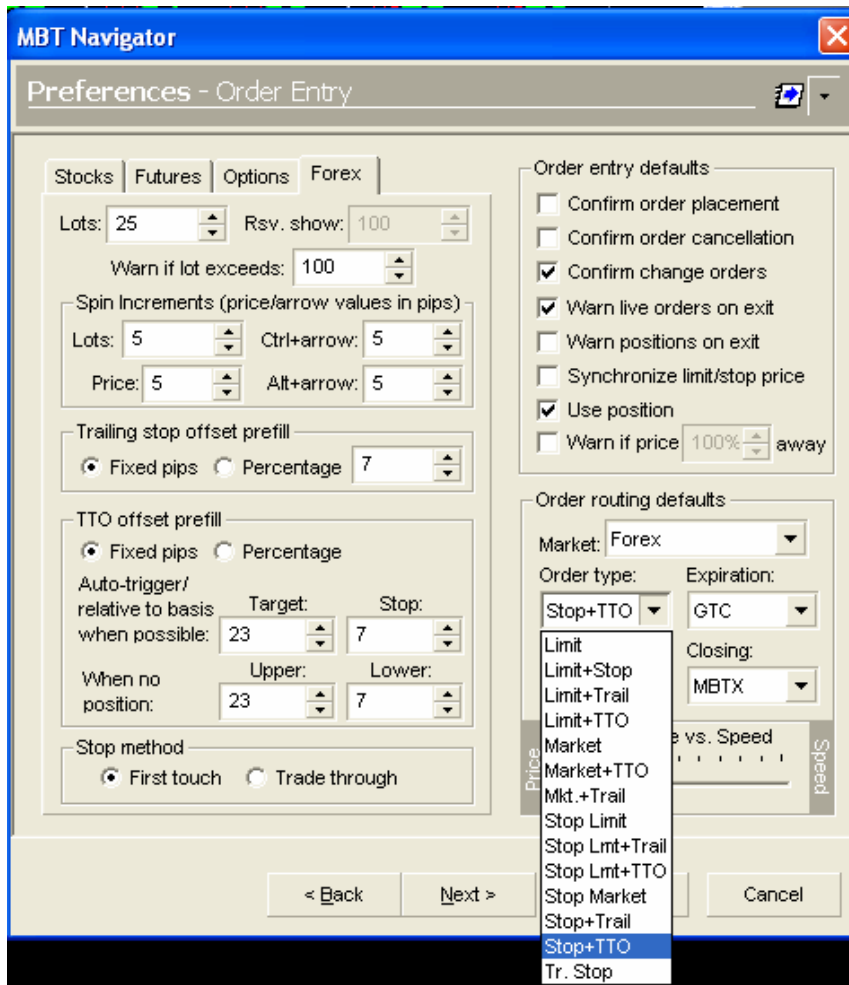 MBT Navigator
Preferences - Order Entry
Stocks Futures Options Forex
Lots: 25 Rsv. show: 100
Warn if lot exceeds: 100
Spin Increments (price/arrow values in pips)
Lots: 5 Ctrl+arrow: 5
Price: 5 Alt+arrow: 5
Trailing stop offset prefill
Fixed pips Percentage 7
TTO offset prefill
Fixed pips Percentage
Auto-trigger/
relative to basis Target: Stop:
when possible: 23 7
When no Upper: Lower:
position: 23 7
Stop method
First touch Trade through
Order entry defaults
Confirm order placement
Confirm order cancellation
Confirm change orders
Warn live orders on exit
Warn positions on exit
Synchronize limit/stop price
Use position
Warn if price 100% away
Order routing defaults
Market: Forex
Order type: Expiration:
Stop+TTO GTC
Closing:
MBTX
e vs. Speed
Price
Speed
Limit
Limit+Stop
Limit+Trail
Limit+TTO
Market
Market+TTO
Mkt.+Trail
Stop Limit
Stop Lmt+Trail
Stop Lmt+TTO
Stop Market
Stop+Trail
Stop+TTO
Tr. Stop
< Back Next > Cancel